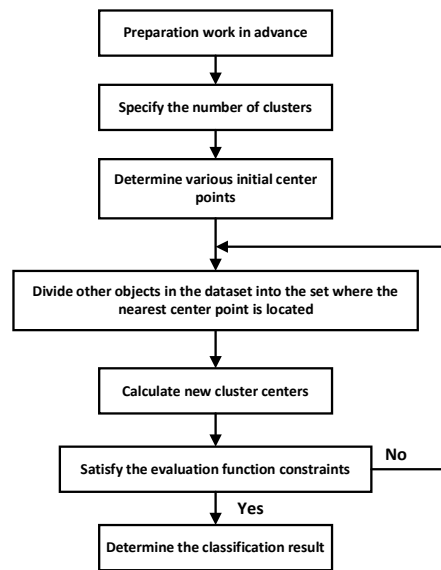 Preparation work in advance
Specify the number of clusters
Determine various initial center
points
Divide other objects in the dataset into the set where the
nearest center point is located
Calculate new cluster centers
Satisfy the evaluation function constraints
No
Yes
Determine the classification result